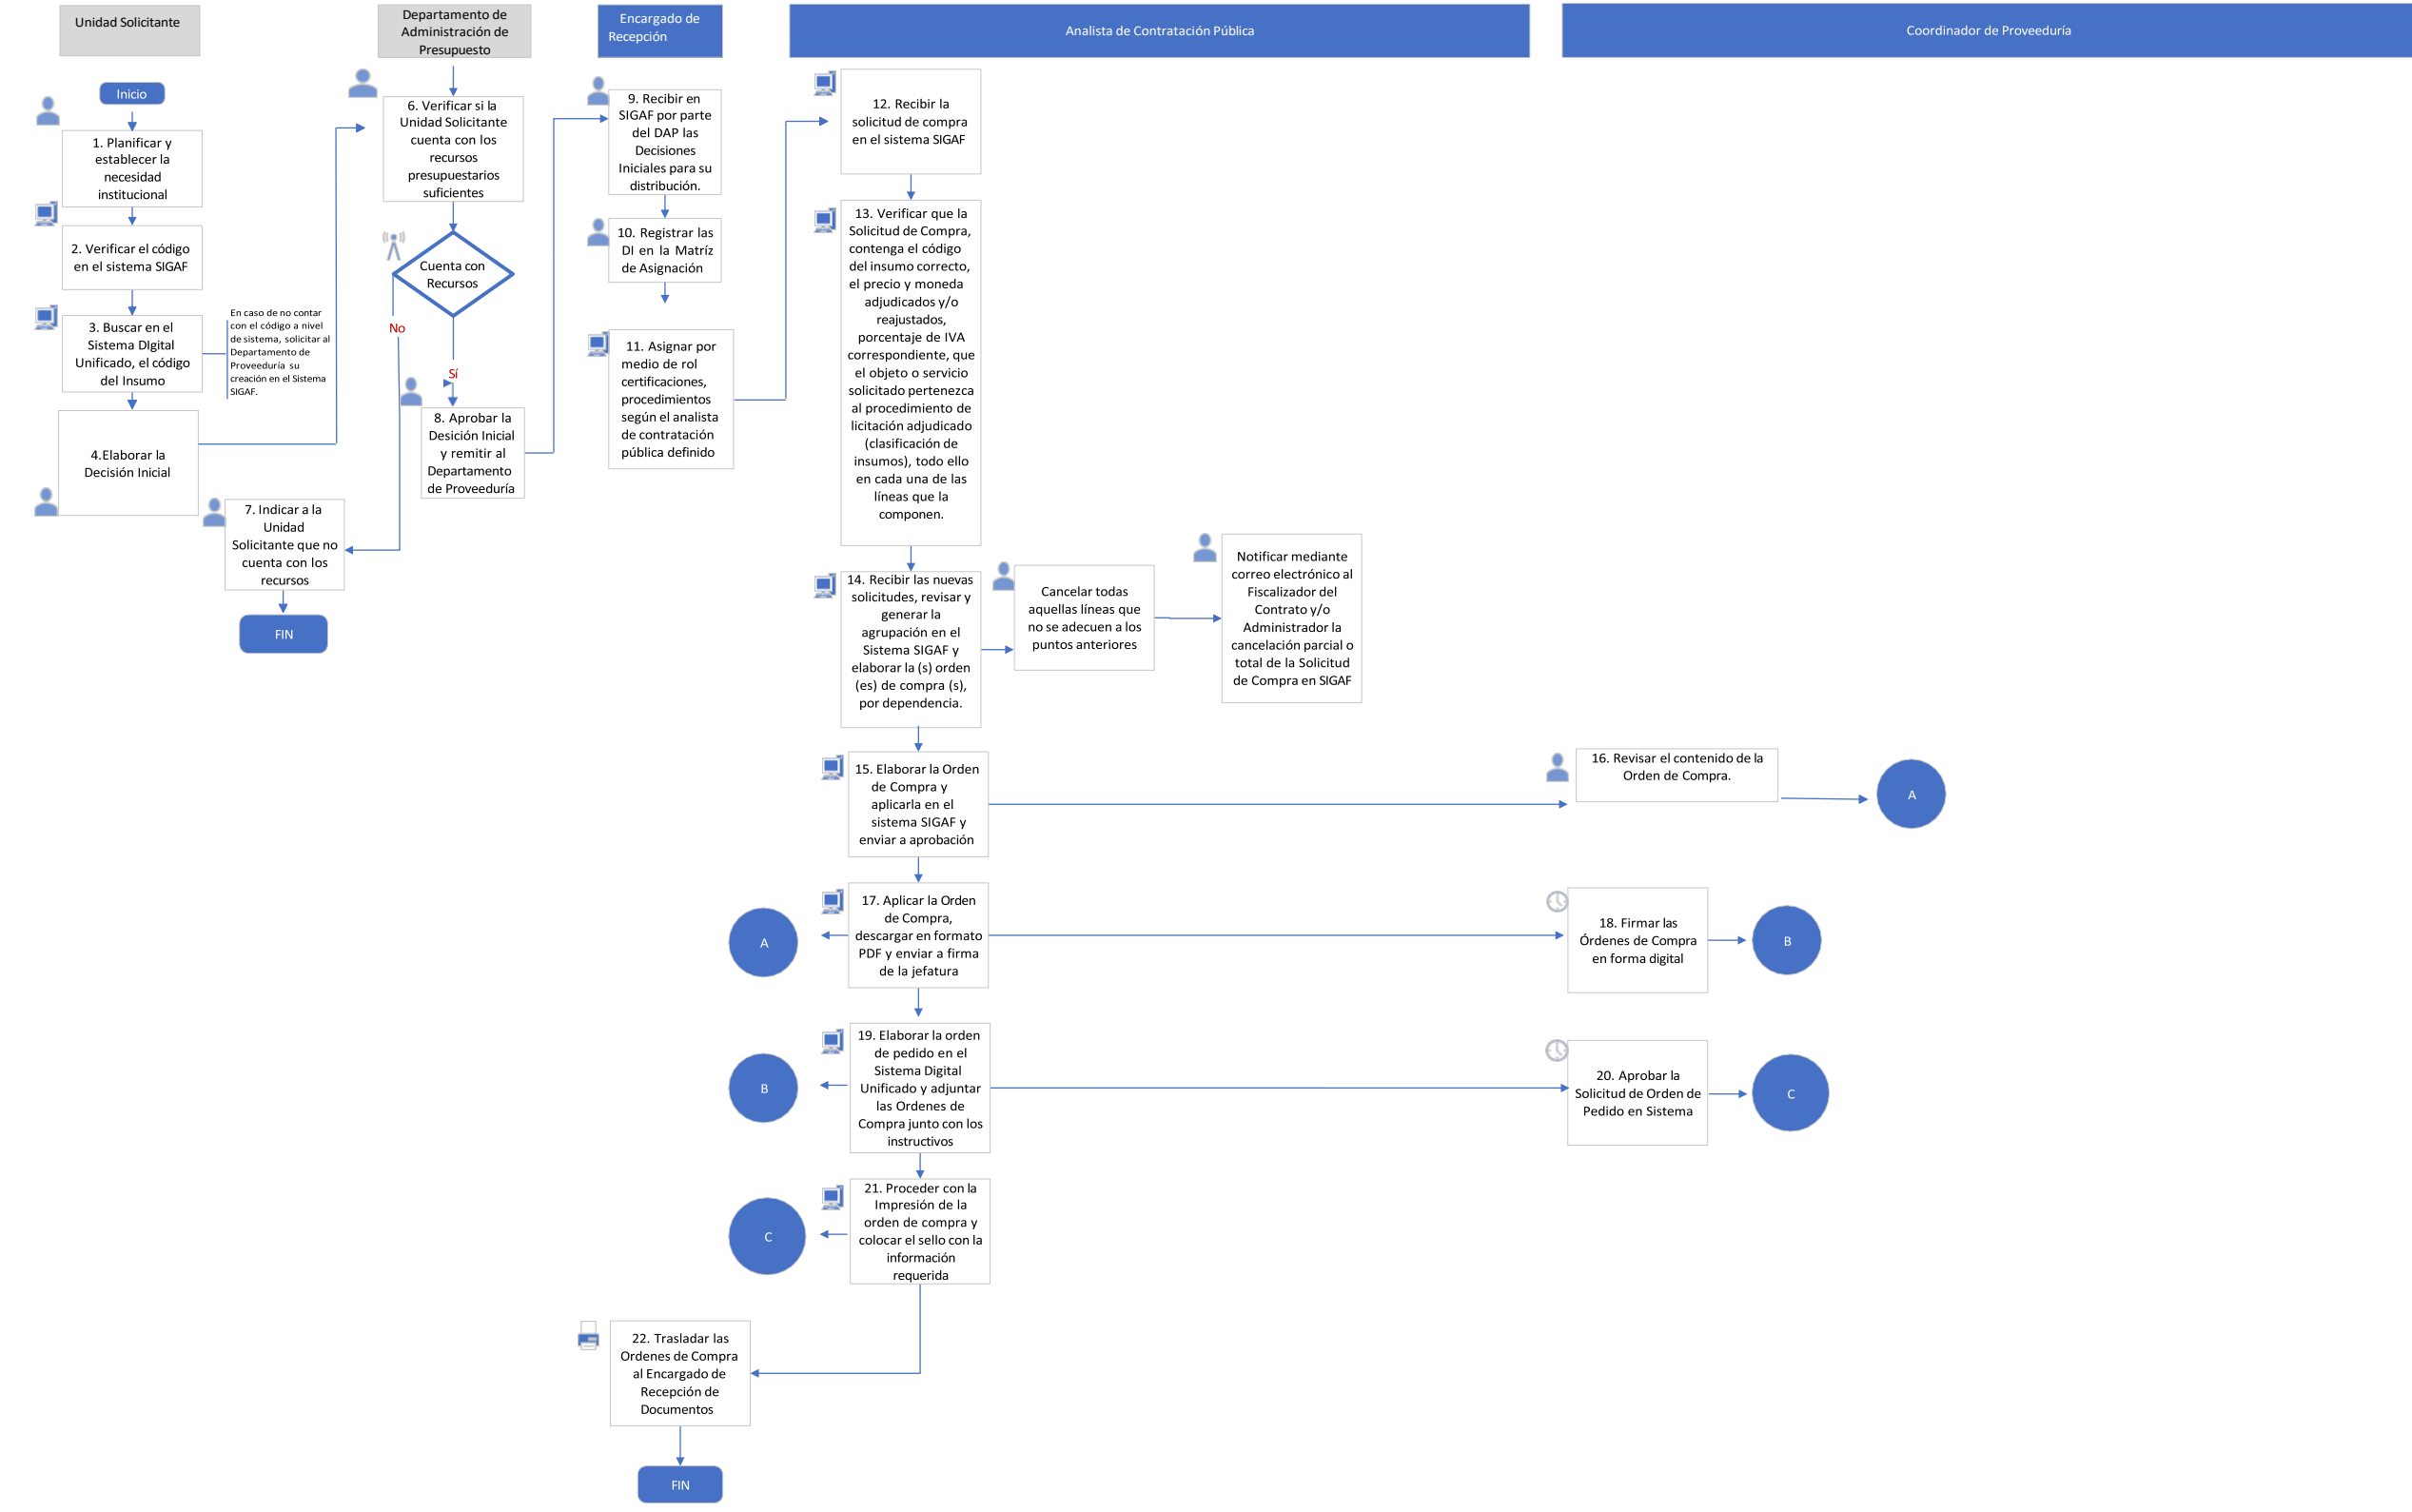 Unidad Solicitante
Departamento de
Administración de
Presupuesto
Encargado de
Recepción
Analista de Contratación Pública
Coordinador de Proveeduría
Inicio
1. Planificar y
establecer la
necesidad
institucional
2. Verificar el código
en el sistema SIGAF
3. Buscar en el
Sistema DIgital
Unificado, el código
del Insumo
En caso de no contar
con el código a nivel
de sistema, solicitar al
Departamento de
Proveeduría su
creación en el Sistema
SIGAF.
4.Elaborar la
Decisión Inicial
6. Verificar si la
Unidad Solicitante
cuenta con los
recursos
presupuestarios
suficientes
Cuenta con
Recursos
No
Sí
7. Indicar a la
Unidad
Solicitante que no
cuenta con los
recursos
FIN
8. Aprobar la
Desición Inicial
y remitir al
Departamento
de Proveeduría
9. Recibir en
SIGAF por parte
del DAP las
Decisiones
Iniciales para su
distribución.
10. Registrar las
DI en la Matríz
de Asignación
11. Asignar por
medio de rol
certificaciones,
procedimientos
según el analista
de contratación
pública definido
12. Recibir la
solicitud de compra
en el sistema SIGAF
13. Verificar que la
Solicitud de Compra,
contenga el código
del insumo correcto,
el precio y moneda
adjudicados y/o
reajustados,
porcentaje de IVA
correspondiente, que
el objeto o servicio
solicitado pertenezca
al procedimiento de
licitación adjudicado
(clasificación de
insumos), todo ello
en cada una de las
líneas que la
componen.
14. Recibir las nuevas
solicitudes, revisar y
generar la
agrupación en el
Sistema SIGAF y
elaborar la (s) orden
(es) de compra (s),
por dependencia.
Cancelar todas
aquellas líneas que
no se adecuen a los
puntos anteriores
Notificar mediante
correo electrónico al
Fiscalizador del
Contrato y/o
Administrador la
cancelación parcial o
total de la Solicitud
de Compra en SIGAF
15. Elaborar la Orden
de Compra y
aplicarla en el
sistema SIGAF y
enviar a aprobación
16. Revisar el contenido de la
Orden de Compra.
A
A
17. Aplicar la Orden
de Compra,
descargar en formato
PDF y enviar a firma
de la jefatura
18. Firmar las
Órdenes de Compra
en forma digital
B
B
19. Elaborar la orden
de pedido en el
Sistema Digital
Unificado y adjuntar
las Ordenes de
Compra junto con los
instructivos
20. Aprobar la
Solicitud de Orden de
Pedido en Sistema
C
C
21. Proceder con la
Impresión de la
orden de compra y
colocar el sello con la
información
requerida
22. Trasladar las
Ordenes de Compra
al Encargado de
Recepción de
Documentos
FIN